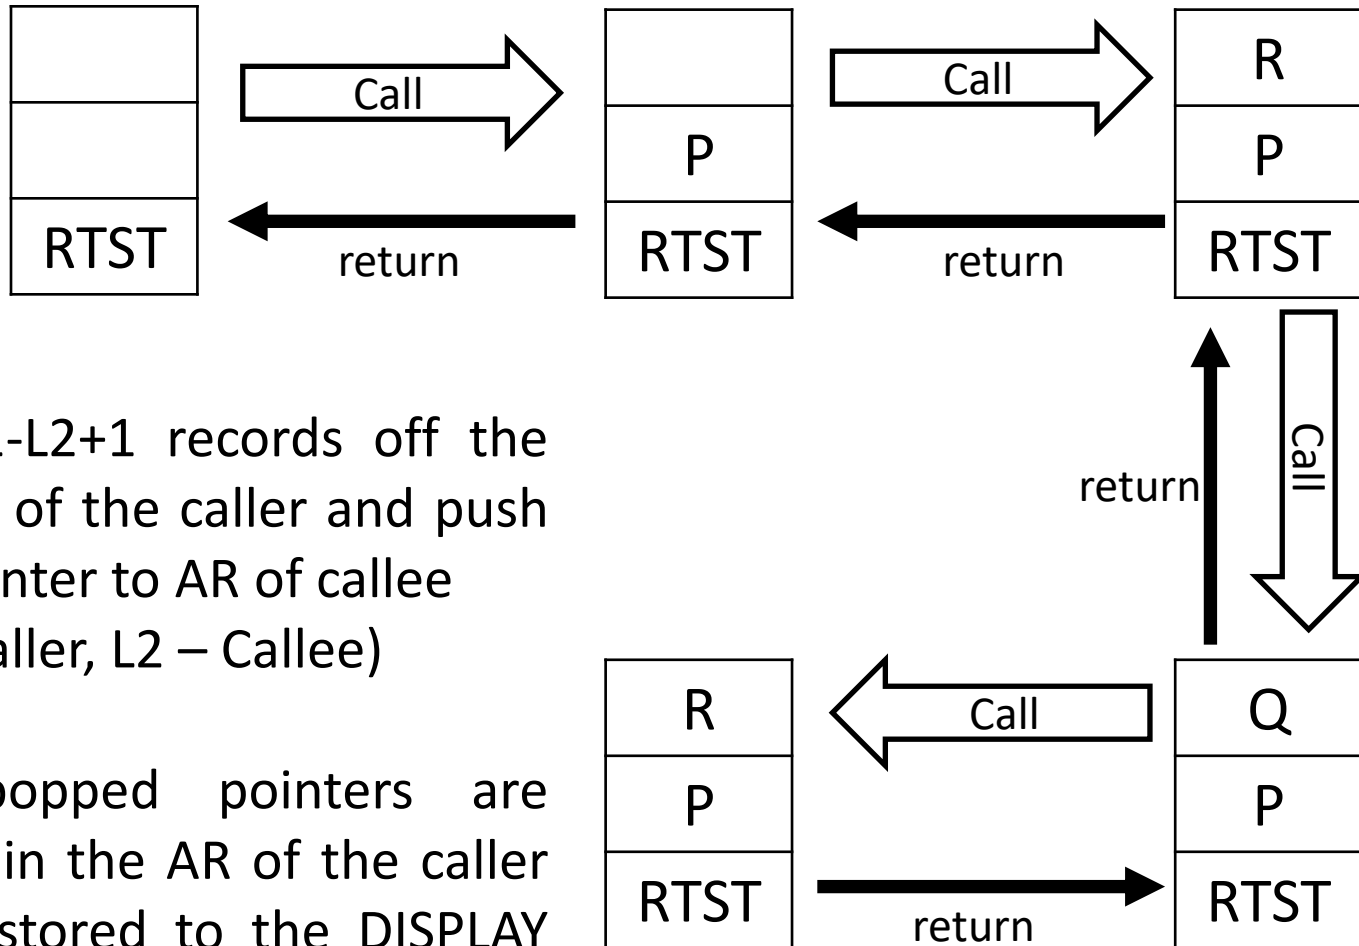 R
Call
Call
P
P
RTST
RTST
RTST
return
return
-L2+1 records off the
of the caller and push
Call
return
nter to AR of callee
aller, L2 – Callee)
R
Call
Q
popped pointers are
P
P
in the AR of the caller
RTST
RTST
stored to the DISPLAY
return